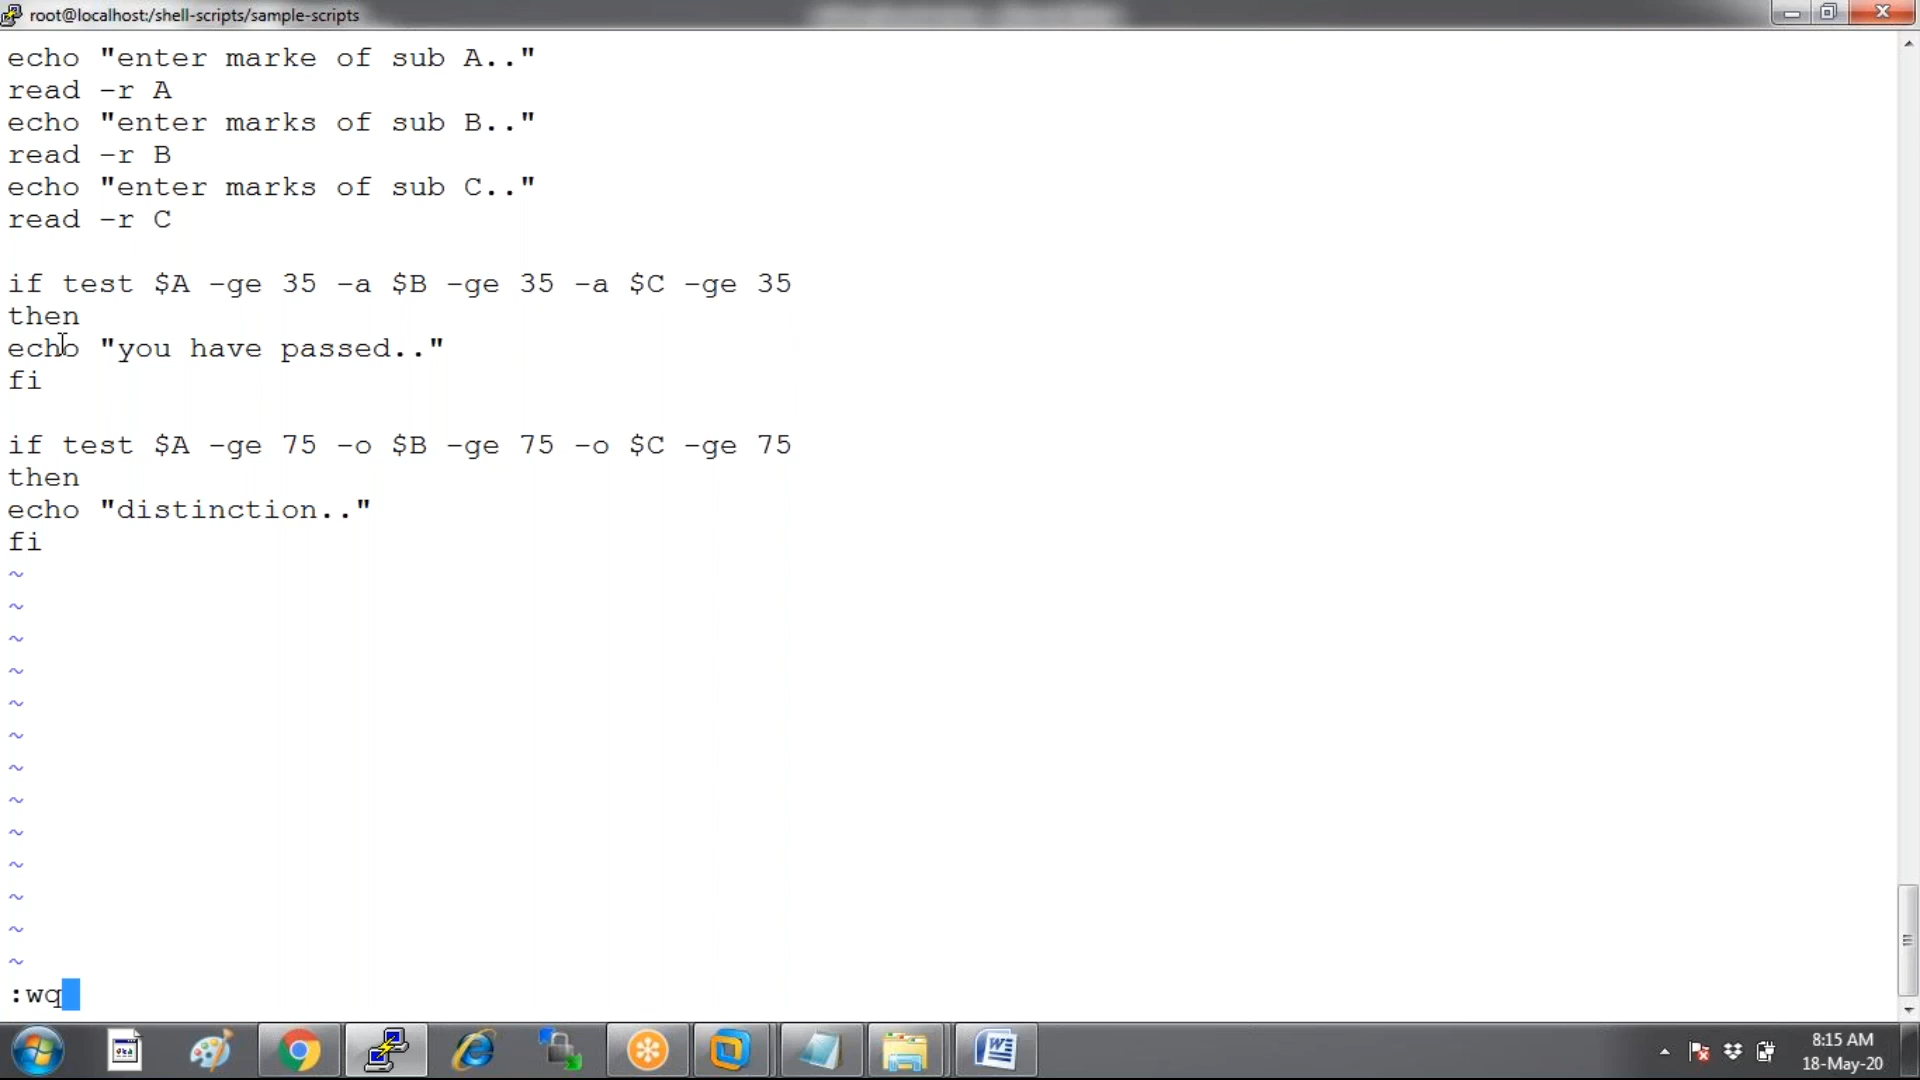 root@localhost:/shell-scripts/sample-scripts
echo "enter marke of sub A.."
read -r A
echo "enter marks of sub B.."
read -r B
echo "enter marks of sub C.."
read -r C
if test $A -ge 35 -a $B -ge 35 -a $C -ge 35
then
echo "you have passed.."
fi
if test $A -ge 75 -o $B -ge 75 -o $C -ge 75
then
echo "distinction.."
fi
~
~
~
~
~
~
~
~
~
~
~
~
~
:wq
8:15 AM
18-May-20